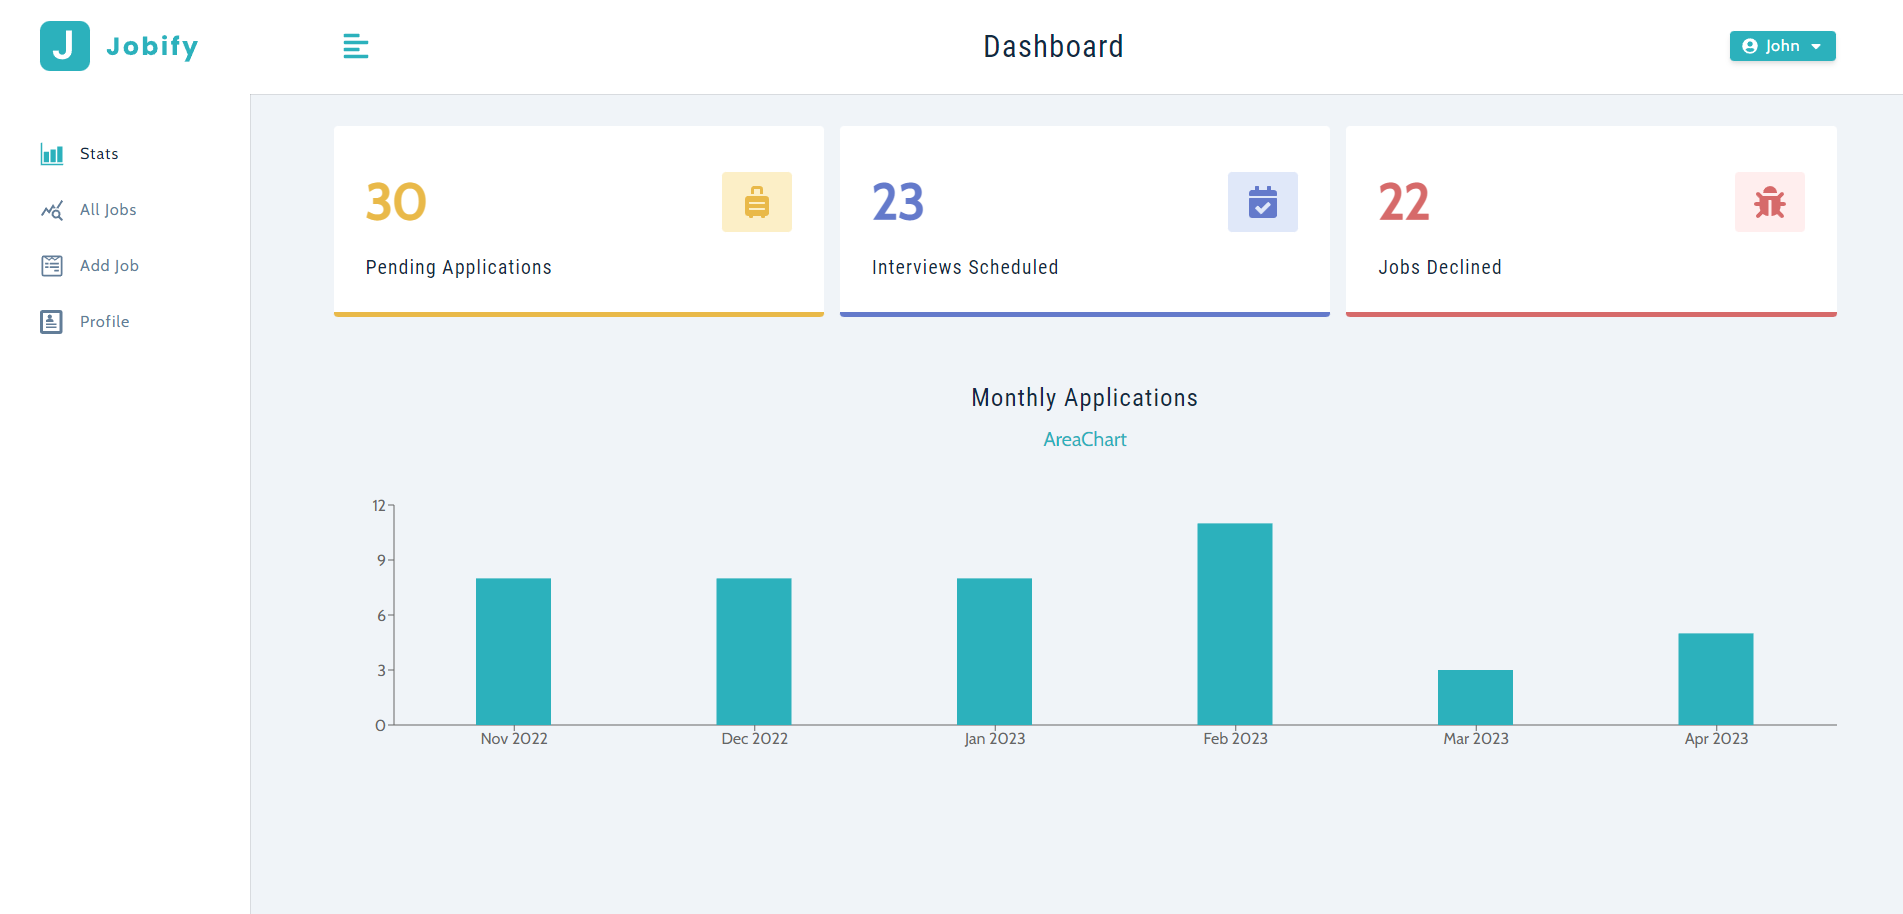 J Jobify
Dashboard
John
Stats
All Jobs
Add Job
Profile
30
Pending Applications
23
Interviews Scheduled
22
Jobs Declined
Monthly Applications
AreaChart
12
9
6
3
0
Nov 2022 Dec 2022 Jan 2023 Feb 2023 Mar 2023 Apr 2023